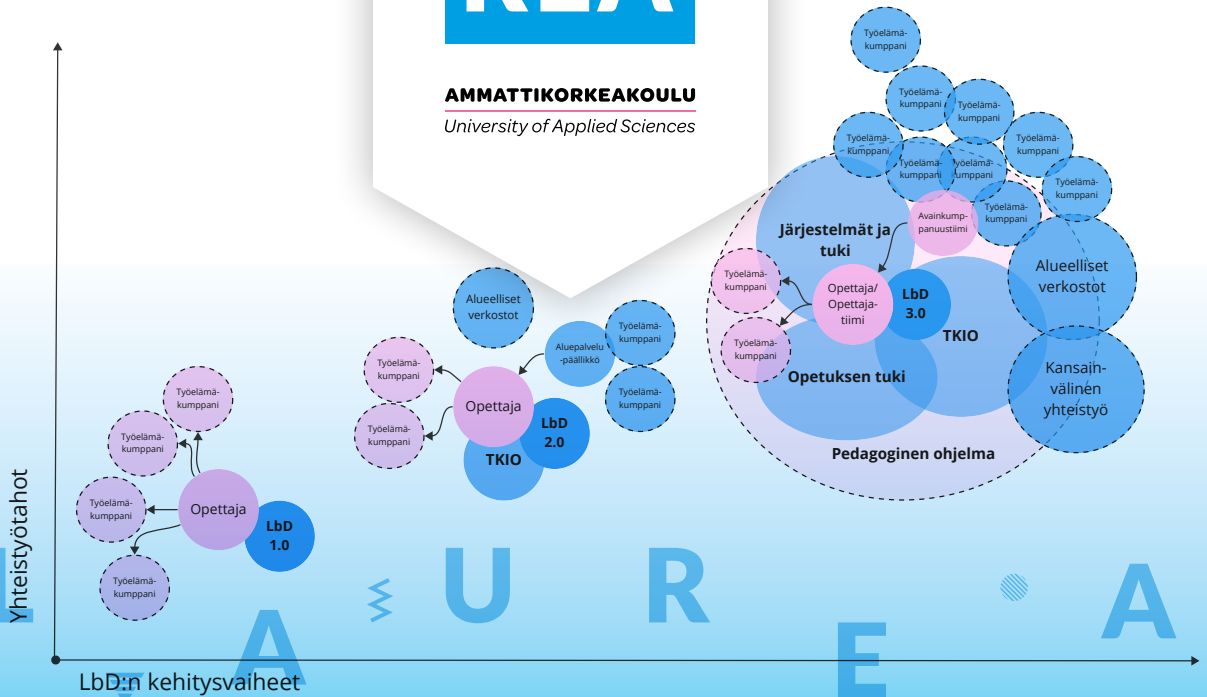 AMMATTIKORKEAKOULU
University of Applied Sciences
Yhteistyötahot
LbD:n kehitysvaiheet
Työelämä-
kumppani
Työelämä-
kumppani
Työelämä-
kumppani
Työelämä-
kumppani
Opettaja
LbD
1.0
Alueelliset
verkostot
Työelämä-
kumppani
Työelämä-
kumppani
Opettaja
Aluepalvelu
-päällikkö
Työelämä-
kumppani
Työelämä-
kumppani
LbD
2.0
TKIO
Työelämä-
kumppani
Työelämä-
kumppani
Työelämä-
kumppani
Työelämä-
kumppani
Työelämä-
kumppani
Työelämä-
kumppani
Työelämä-
kumppani
Työelämä-
kumppani
Työelämä-
kumppani
Avainkump-
panuustiimi
Järjestelmät ja
tuki
Työelämä-
kumppani
Työelämä-
kumppani
Opettaja/
Opettaja-
tiimi
LbD
3.0
TKIO
Opetuksen tuki
Pedagoginen ohjelma
Alueelliset
verkostot
Kansain-
välinen
yhteistyö
L
A
U
R
E
A